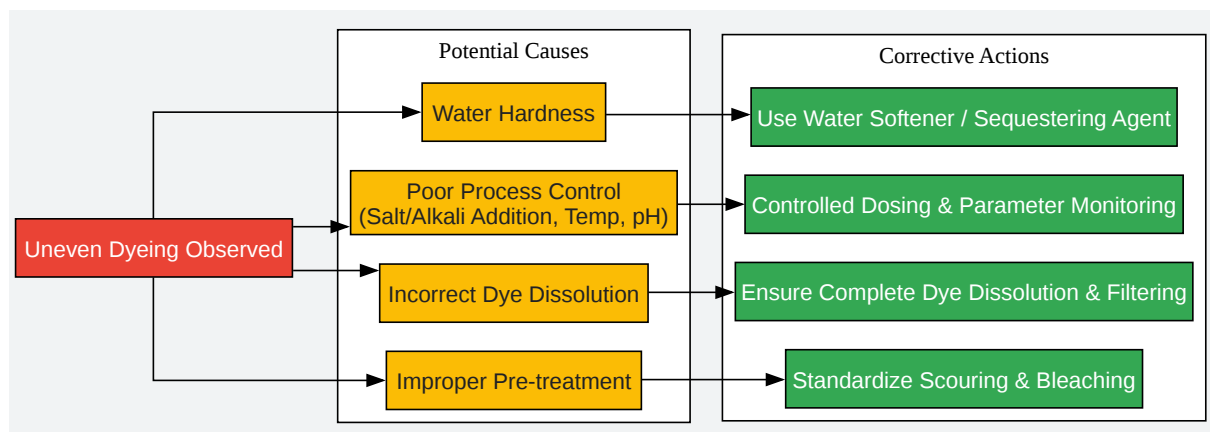 Potential Causes
Corrective Actions
Water Hardness
Use Water Softener / Sequestering Agent
Poor Process Control
(Salt/Alkali Addition, Temp, pH)
Controlled Dosing & Parameter Monitoring
Uneven Dyeing Observed
Incorrect Dye Dissolution
Ensure Complete Dye Dissolution & Filtering
Improper Pre-treatment
Standardize Scouring & Bleaching